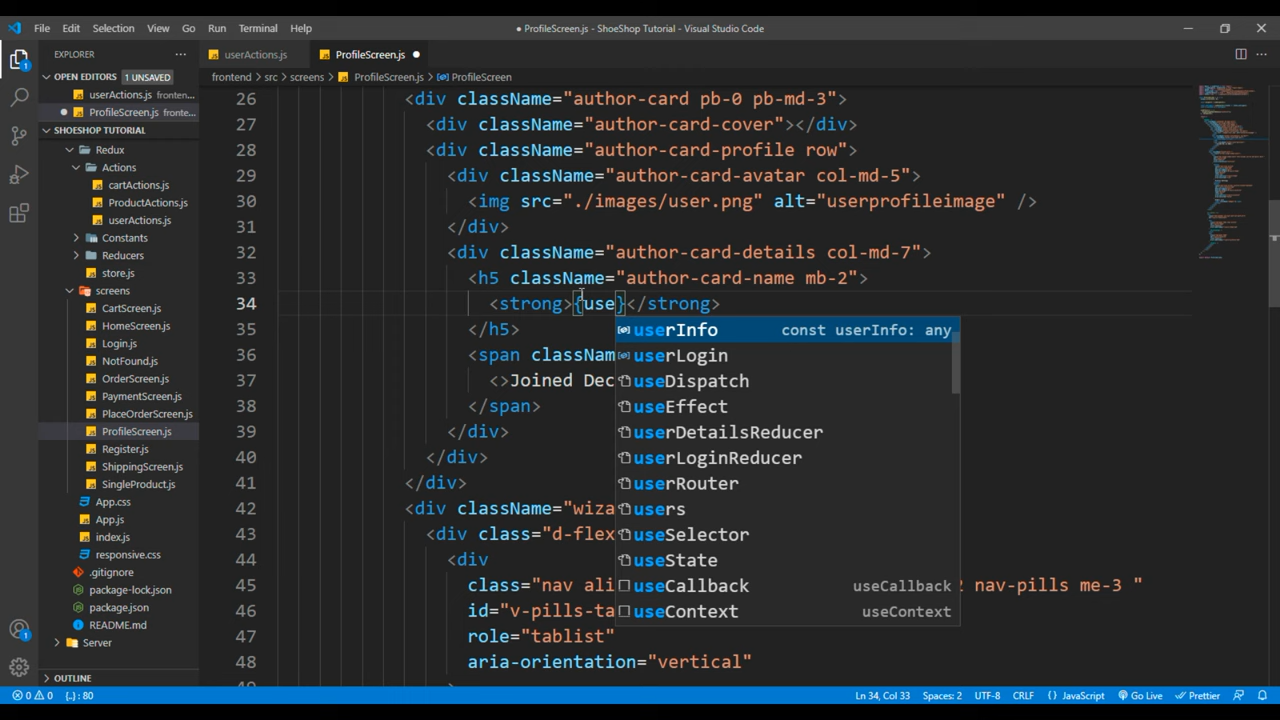 File Edit Selection View Go Run Terminal Help
● ProfileScreen.js - ShoeShop Tutorial - Visual Studio Code
EXPLORER
OPEN EDITORS 1 UNSAVED
userActions.js fronten...
ProfileScreen.js fronte...
SHOESHOP TUTORIAL
Redux
Actions
cartActions.js
ProductActions.js
userActions.js
Constants
Reducers
store.js
screens
CartScreen.js
HomeScreen.js
Login.js
NotFound.js
OrderScreen.js
PaymentScreen.js
PlaceOrderScreen.js
ProfileScreen.js
Register.js
ShippingScreen.js
SingleProduct.js
App.css
App.js
index.js
responsive.css
.gitignore
package-lock.json
package.json
README.md
Server
OUTLINE
userActions.js ProfileScreen.js ●
frontend > src > screens > ProfileScreen.js > ProfileScreen
26 <div className="author-card pb-0 pb-md-3">
27 <div className="author-card-cover"></div>
28 <div className="author-card-profile row">
29 <div className="author-card-avatar col-md-5">
30 <img src="./images/user.png" alt="userprofileimage" />
31 </div>
32 <div className="author-card-details col-md-7">
33 <h5 className="author-card-name mb-2">
34 <strong>{use}</strong>
35 </h5>
36 <span classNam
37 <>Joined Dec
38 </span>
39 </div>
40 </div>
41 </div>
42 <div className="wiza
43 <div class="d-flex
44 <div
45 class="nav ali 2 nav-pills me-3 "
46 id="v-pills-ta
47 role="tablist"
48 aria-orientation="vertical"
userInfo const userInfo: any
userLogin
useDispatch
useEffect
userDetailsReducer
userLoginReducer
userRouter
users
useSelector
useState
useCallback useCallback
useContext useContext
0 0 {..} : 80 Ln 34, Col 33 Spaces: 2 UTF-8 CRLF {} JavaScript Go Live Prettier